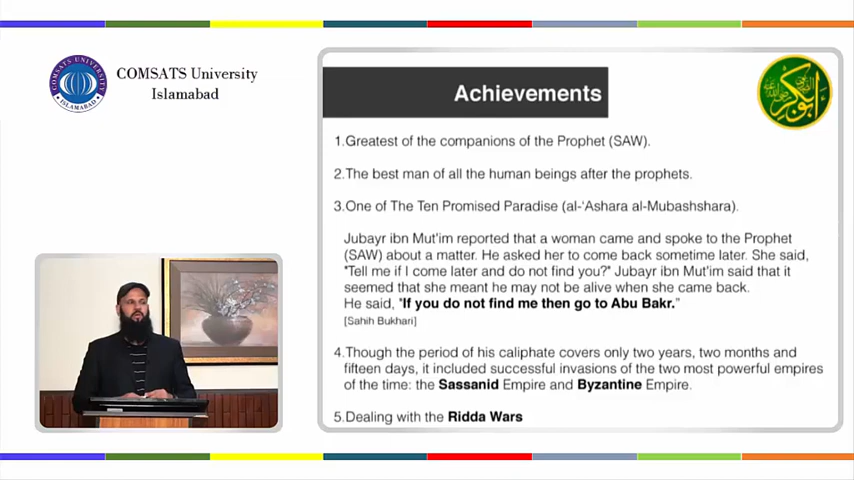 COMSATS University
Islamabad
COMSATS UNIVERSITY
ISLAMABAD
Achievements
أبو بكر
1.Greatest of the companions of the Prophet (SAW).
2.The best man of all the human beings after the prophets.
3.One of The Ten Promised Paradise (al-‘Ashara al-Mubashshara).
Jubayr ibn Mut'im reported that a woman came and spoke to the Prophet
(SAW) about a matter. He asked her to come back sometime later. She said,
"Tell me if I come later and do not find you?" Jubayr ibn Mut'im said that it
seemed that she meant he may not be alive when she came back.
He said, "If you do not find me then go to Abu Bakr.”
[Sahih Bukhari]
4.Though the period of his caliphate covers only two years, two months and
fifteen days, it included successful invasions of the two most powerful empires
of the time: the Sassanid Empire and Byzantine Empire.
5.Dealing with the Ridda Wars